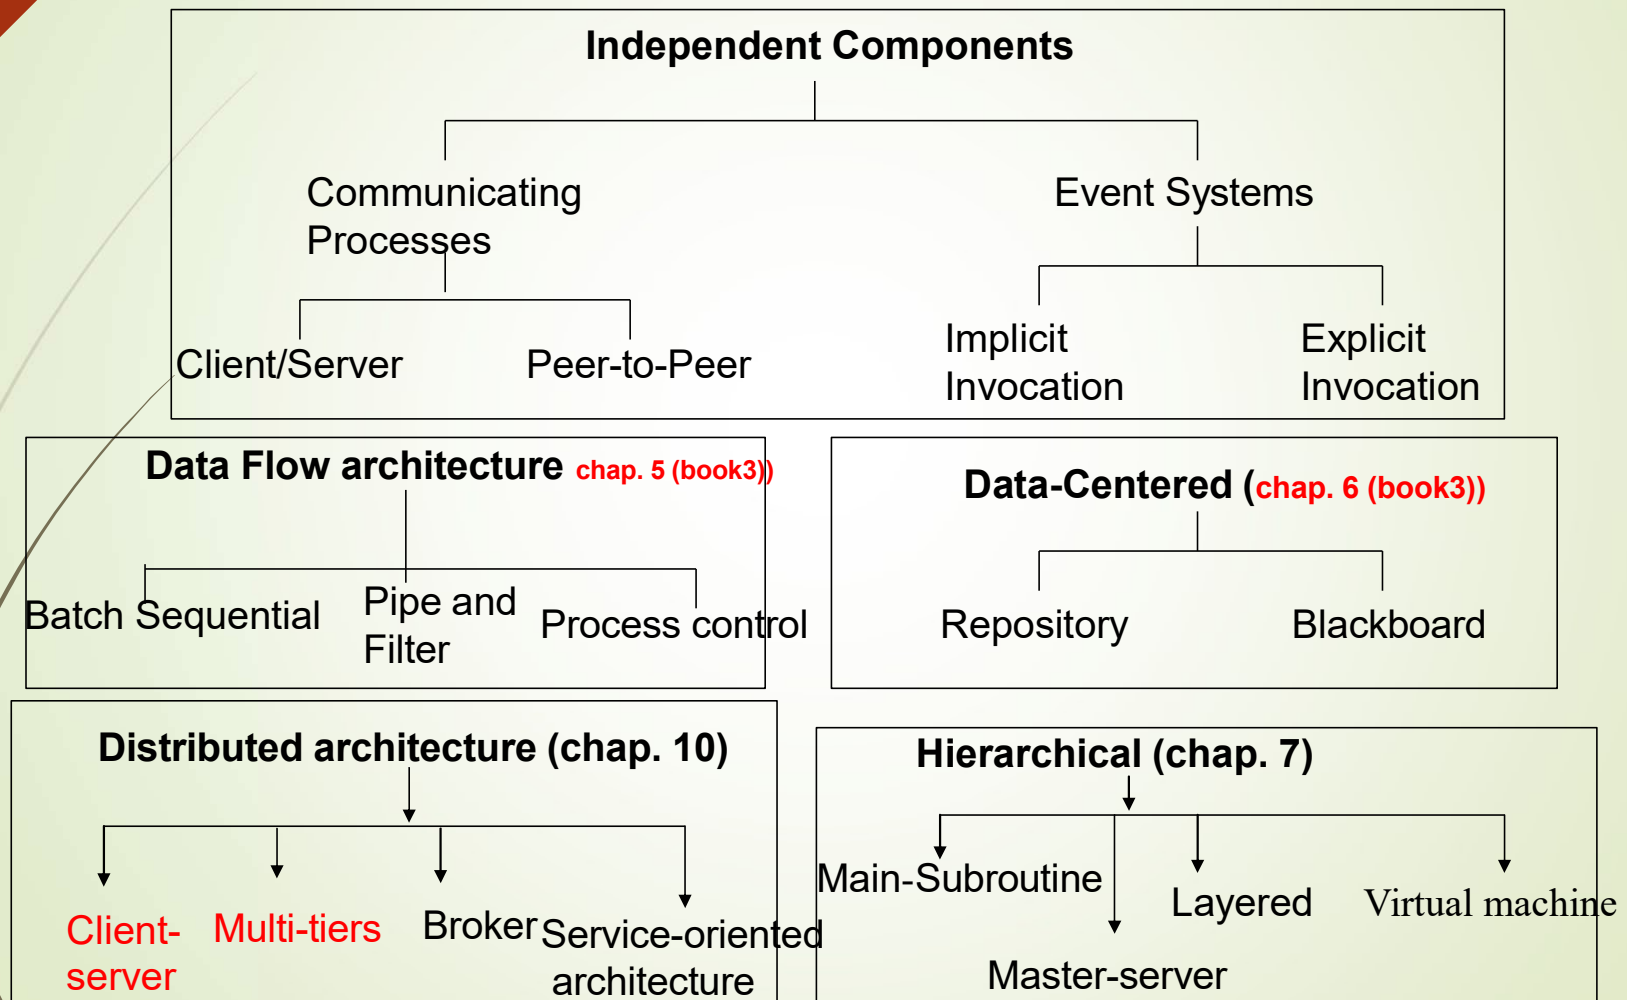 Independent Components
Communicating
Processes
Event Systems
Client/Server
Peer-to-Peer
Implicit
Invocation
Explicit
Invocation
Data Flow architecture chap. 5 (book3))
Batch Sequential
Pipe and
Filter
Process control
Data-Centered (chap. 6 (book3))
Repository
Blackboard
Distributed architecture (chap. 10)
Client-
server
Multi-tiers
Broker
Service-oriented
architecture
Hierarchical (chap. 7)
Main-Subroutine
Master-server
Layered
Virtual machine